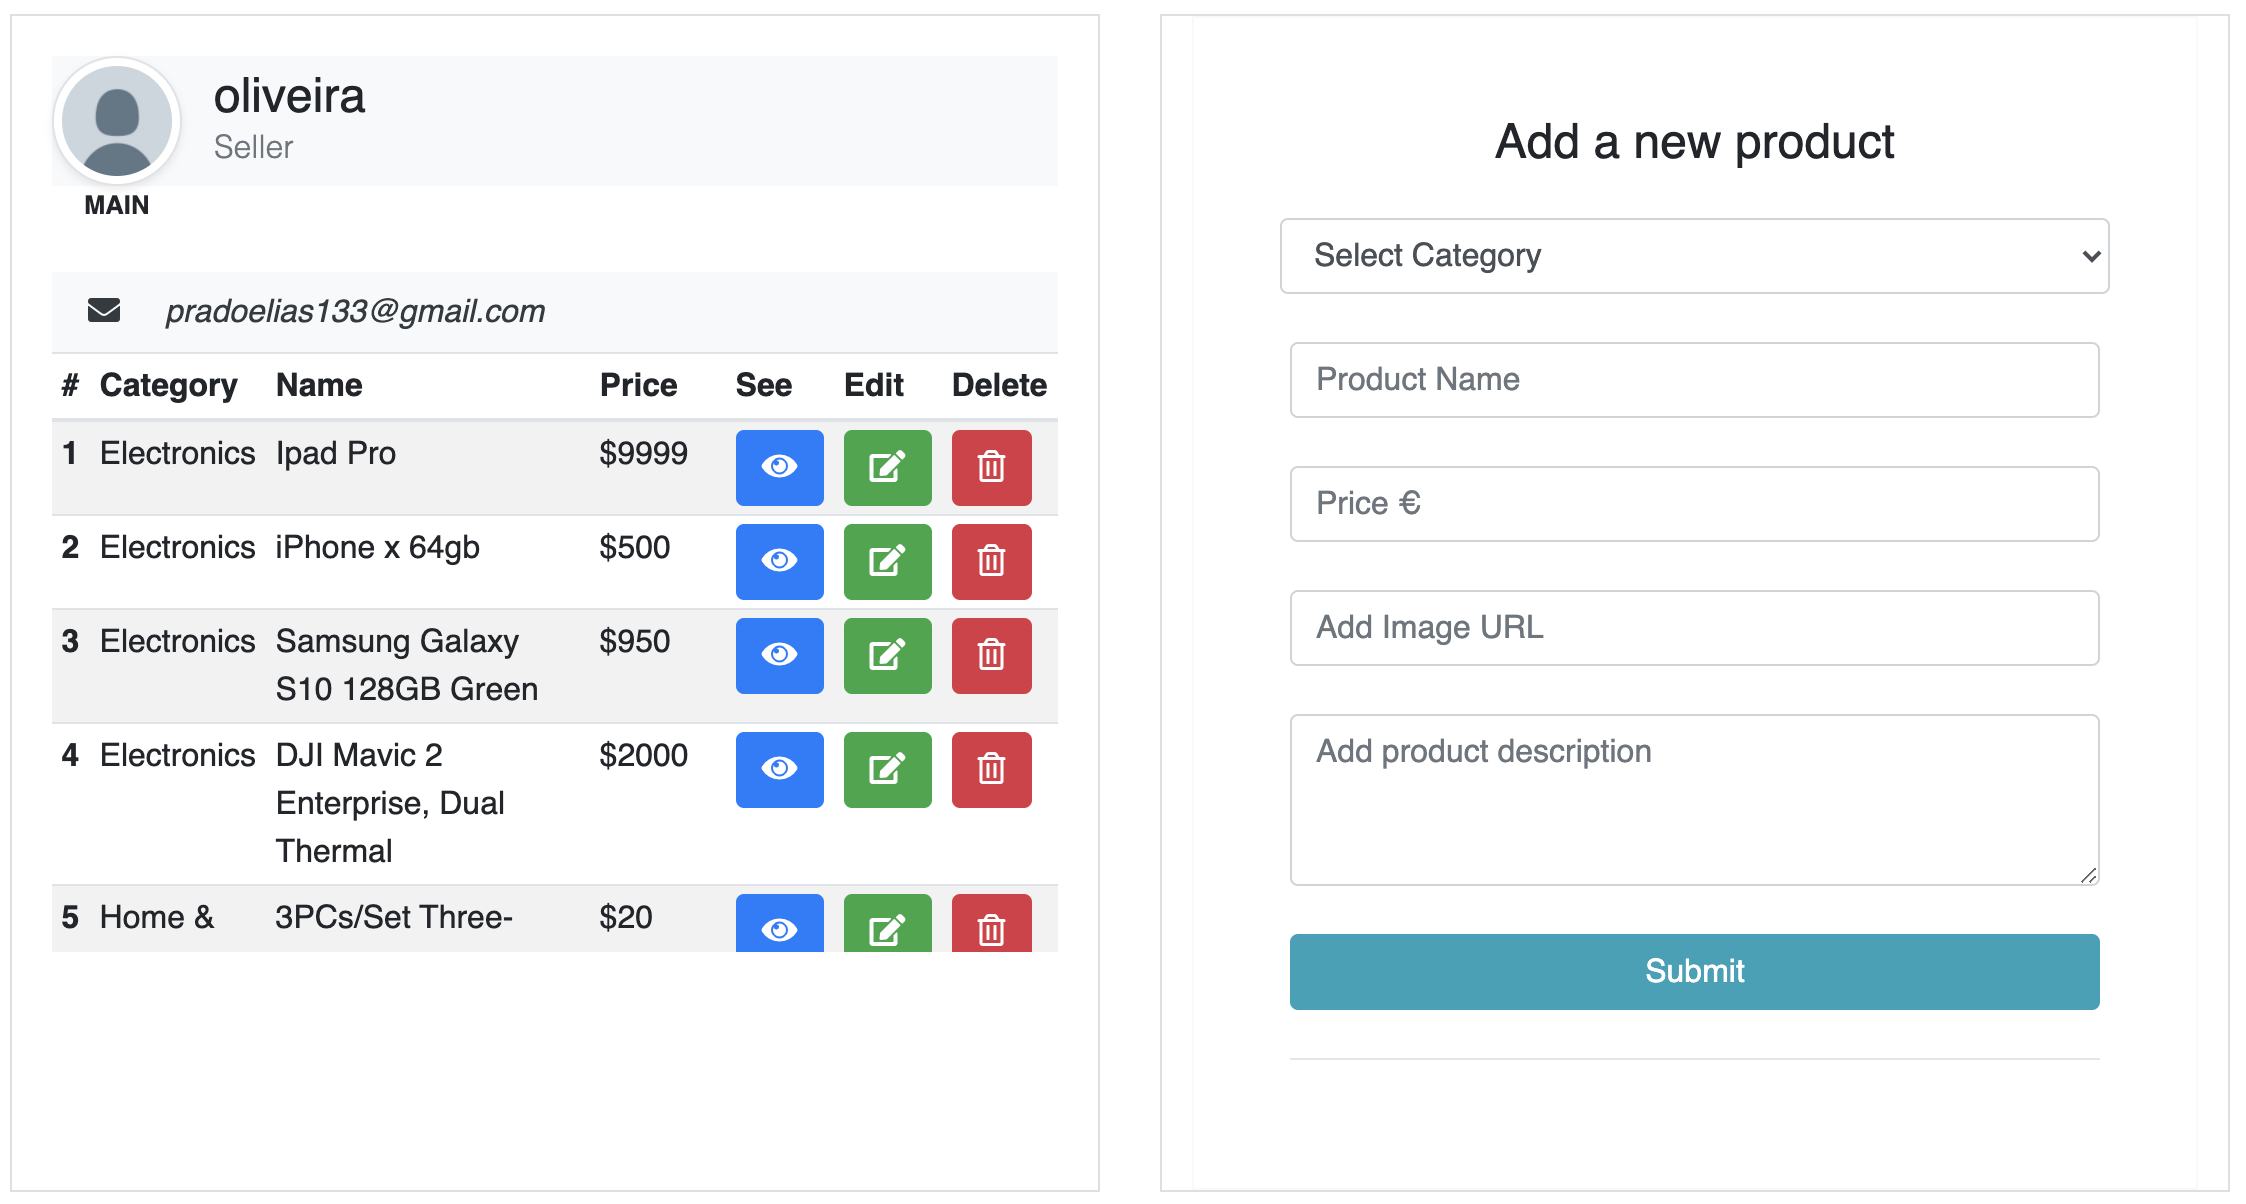 oliveira
Seller
MAIN
pradoelias133@gmail.com
# Category Name Price See Edit Delete
1 Electronics Ipad Pro $9999
2 Electronics iPhone x 64gb $500
3 Electronics Samsung Galaxy $950
S10 128GB Green
4 Electronics DJI Mavic 2 $2000
Enterprise, Dual
Thermal
5 Home & 3PCs/Set Three- $20
Add a new product
Select Category
Product Name
Price €
Add Image URL
Add product description
Submit